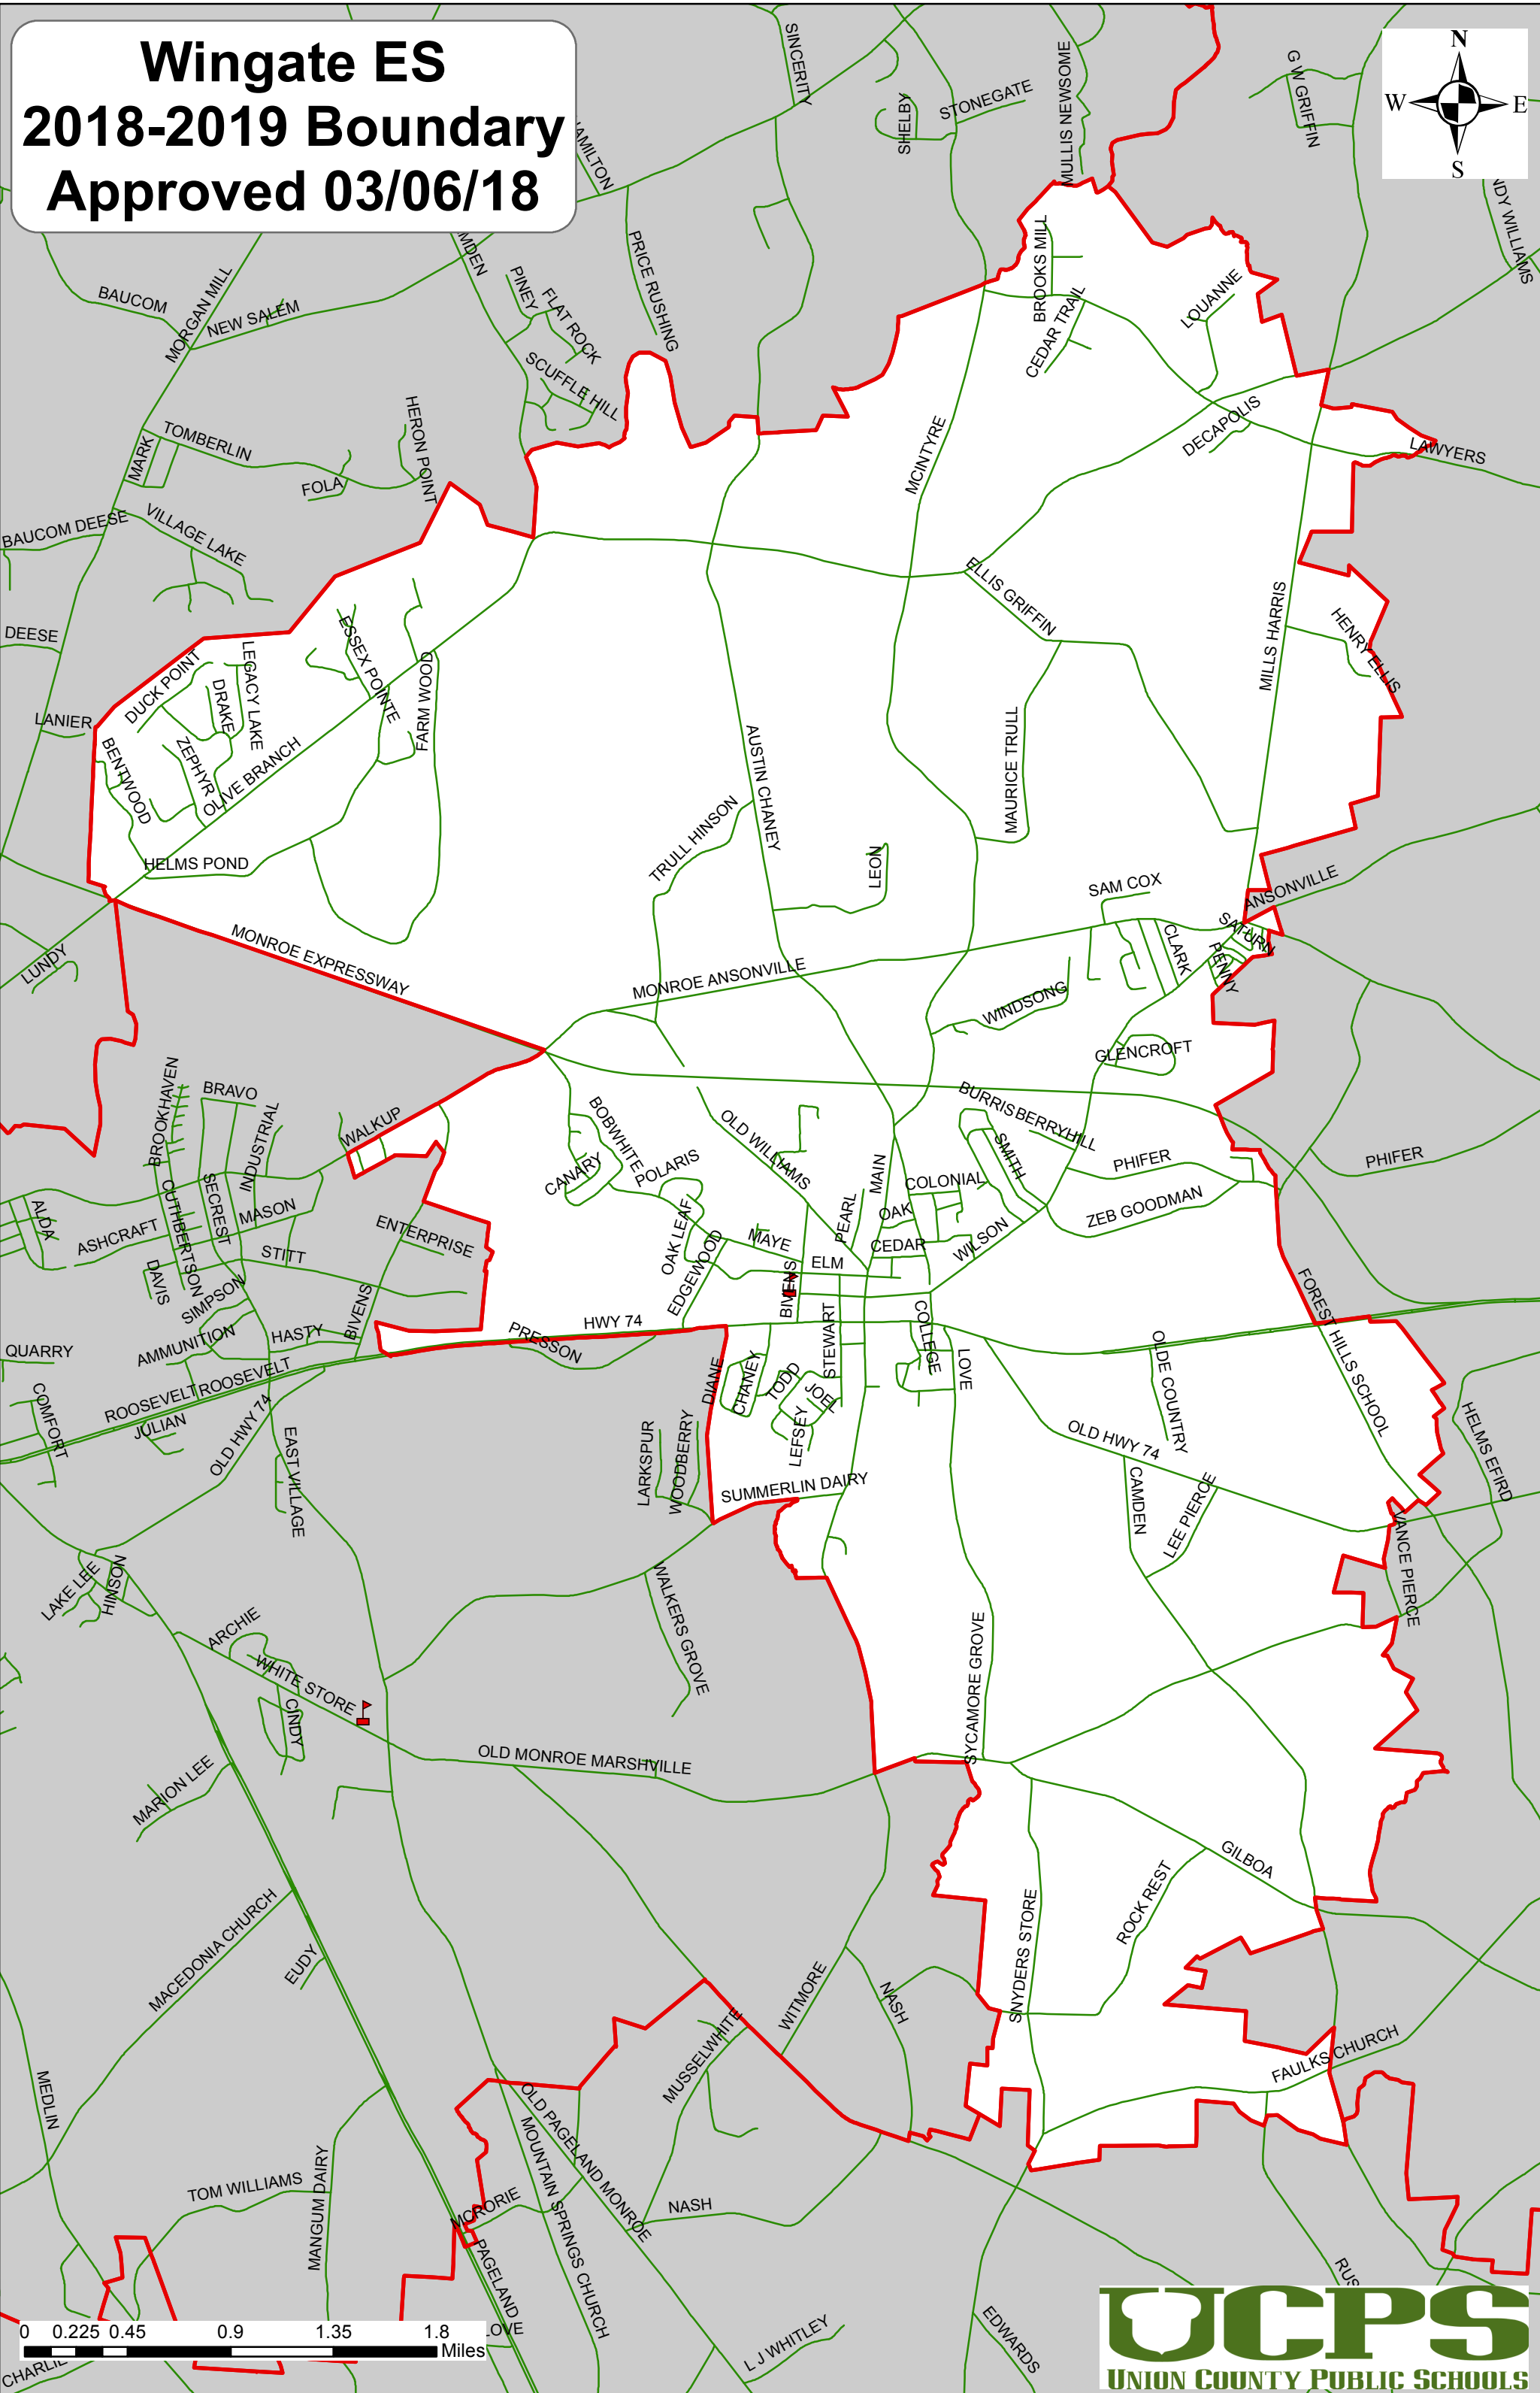 Wingate ES
2018-2019 Boundary
Approved 03/06/18
N
W
E
S
SINCERITY
SHELBY
STONEGATE
MULLIS NEWSOME
G W GRIFFIN
PRICE RUSHING
BAUCOM
MORGAN MILL
NEW SALEM
PINEY
FLAT ROCK
SCUFFLE HILL
BROOKS MILL
CEDAR TRAIL
LOUANNE
DECAPOLIS
LAWYERS
MCINTYRE
HERON POINT
TOMBERLIN
MARK
FOLA
BAUCOM DEESE
VILLAGE LAKE
DEESE
LANIER
ELLIS GRIFFIN
MILLS HARRIS
HENRY ELLIS
ESSEX POINTE
FARM WOOD
LEGACY LAKE
DUCK POINT
DRAKE
ZEPHYR
BENTWOOD
OLIVE BRANCH
HELMS POND
AUSTIN CHANEY
MAURICE TRULL
TRULL HINSON
LEON
SAM COX
ANSONVILLE
SATURN
CLARK
PENNY
LUNDY
MONROE EXPRESSWAY
MONROE ANSONVILLE
WINDSONG
GLENCROFT
BROOKHAVEN
BRAVO
INDUSTRIAL
WALKUP
BOBWHITE
CANARY
POLARIS
OLD WILLIAMS
BURRIS
BERRYHILL
SMITH
PHIFER
PHIFER
ZEB GOODMAN
MAIN
COLONIAL
OAK
PEARL
CEDAR
WILSON
ALDA
ASHCRAFT
CUTHBERTSON
SECREST
MASON
ENTERPRISE
STITT
DAVIS
SIMPSON
OAK LEAF
EDGEWOOD
MAYE
ELM
BIVENS
BIVENS
HWY 74
PRESSON
STEWART
COLLEGE
LOVE
FOREST HILLS SCHOOL
OLDE COUNTRY
QUARRY
AMMUNITION
HASTY
ROOSEVELT
ROOSEVELT
COMFORT
JULIAN
OLD HWY 74
EAST VILLAGE
DIANE
CHANEY
TODD
JOEL
LEFSEY
LARKSPUR
WOODBERRY
SUMMERLIN DAIRY
OLD HWY 74
CAMDEN
LEE PIERCE
HELMS EFIRD
VANCE PIERCE
LAKE LEE
HINSON
ARCHIE
WHITE STORE
CINDY
WALKERS GROVE
SYCAMORE GROVE
OLD MONROE MARSHVILLE
MARION LEE
GILBOA
ROCK REST
SNYDERS STORE
MACEDONIA CHURCH
EUDY
WITMORE
NASH
MUSSELWHITE
FAULKS CHURCH
MEDLIN
OLD PAGELAND MONROE
MOUNTAIN SPRINGS CHURCH
TOM WILLIAMS
MANGUM DAIRY
MCRORIE
NASH
PAGELAND
L J WHITLEY
EDWARDS
0 0.225 0.45 0.9 1.35 1.8
Miles
UCPS
UNION COUNTY PUBLIC SCHOOLS